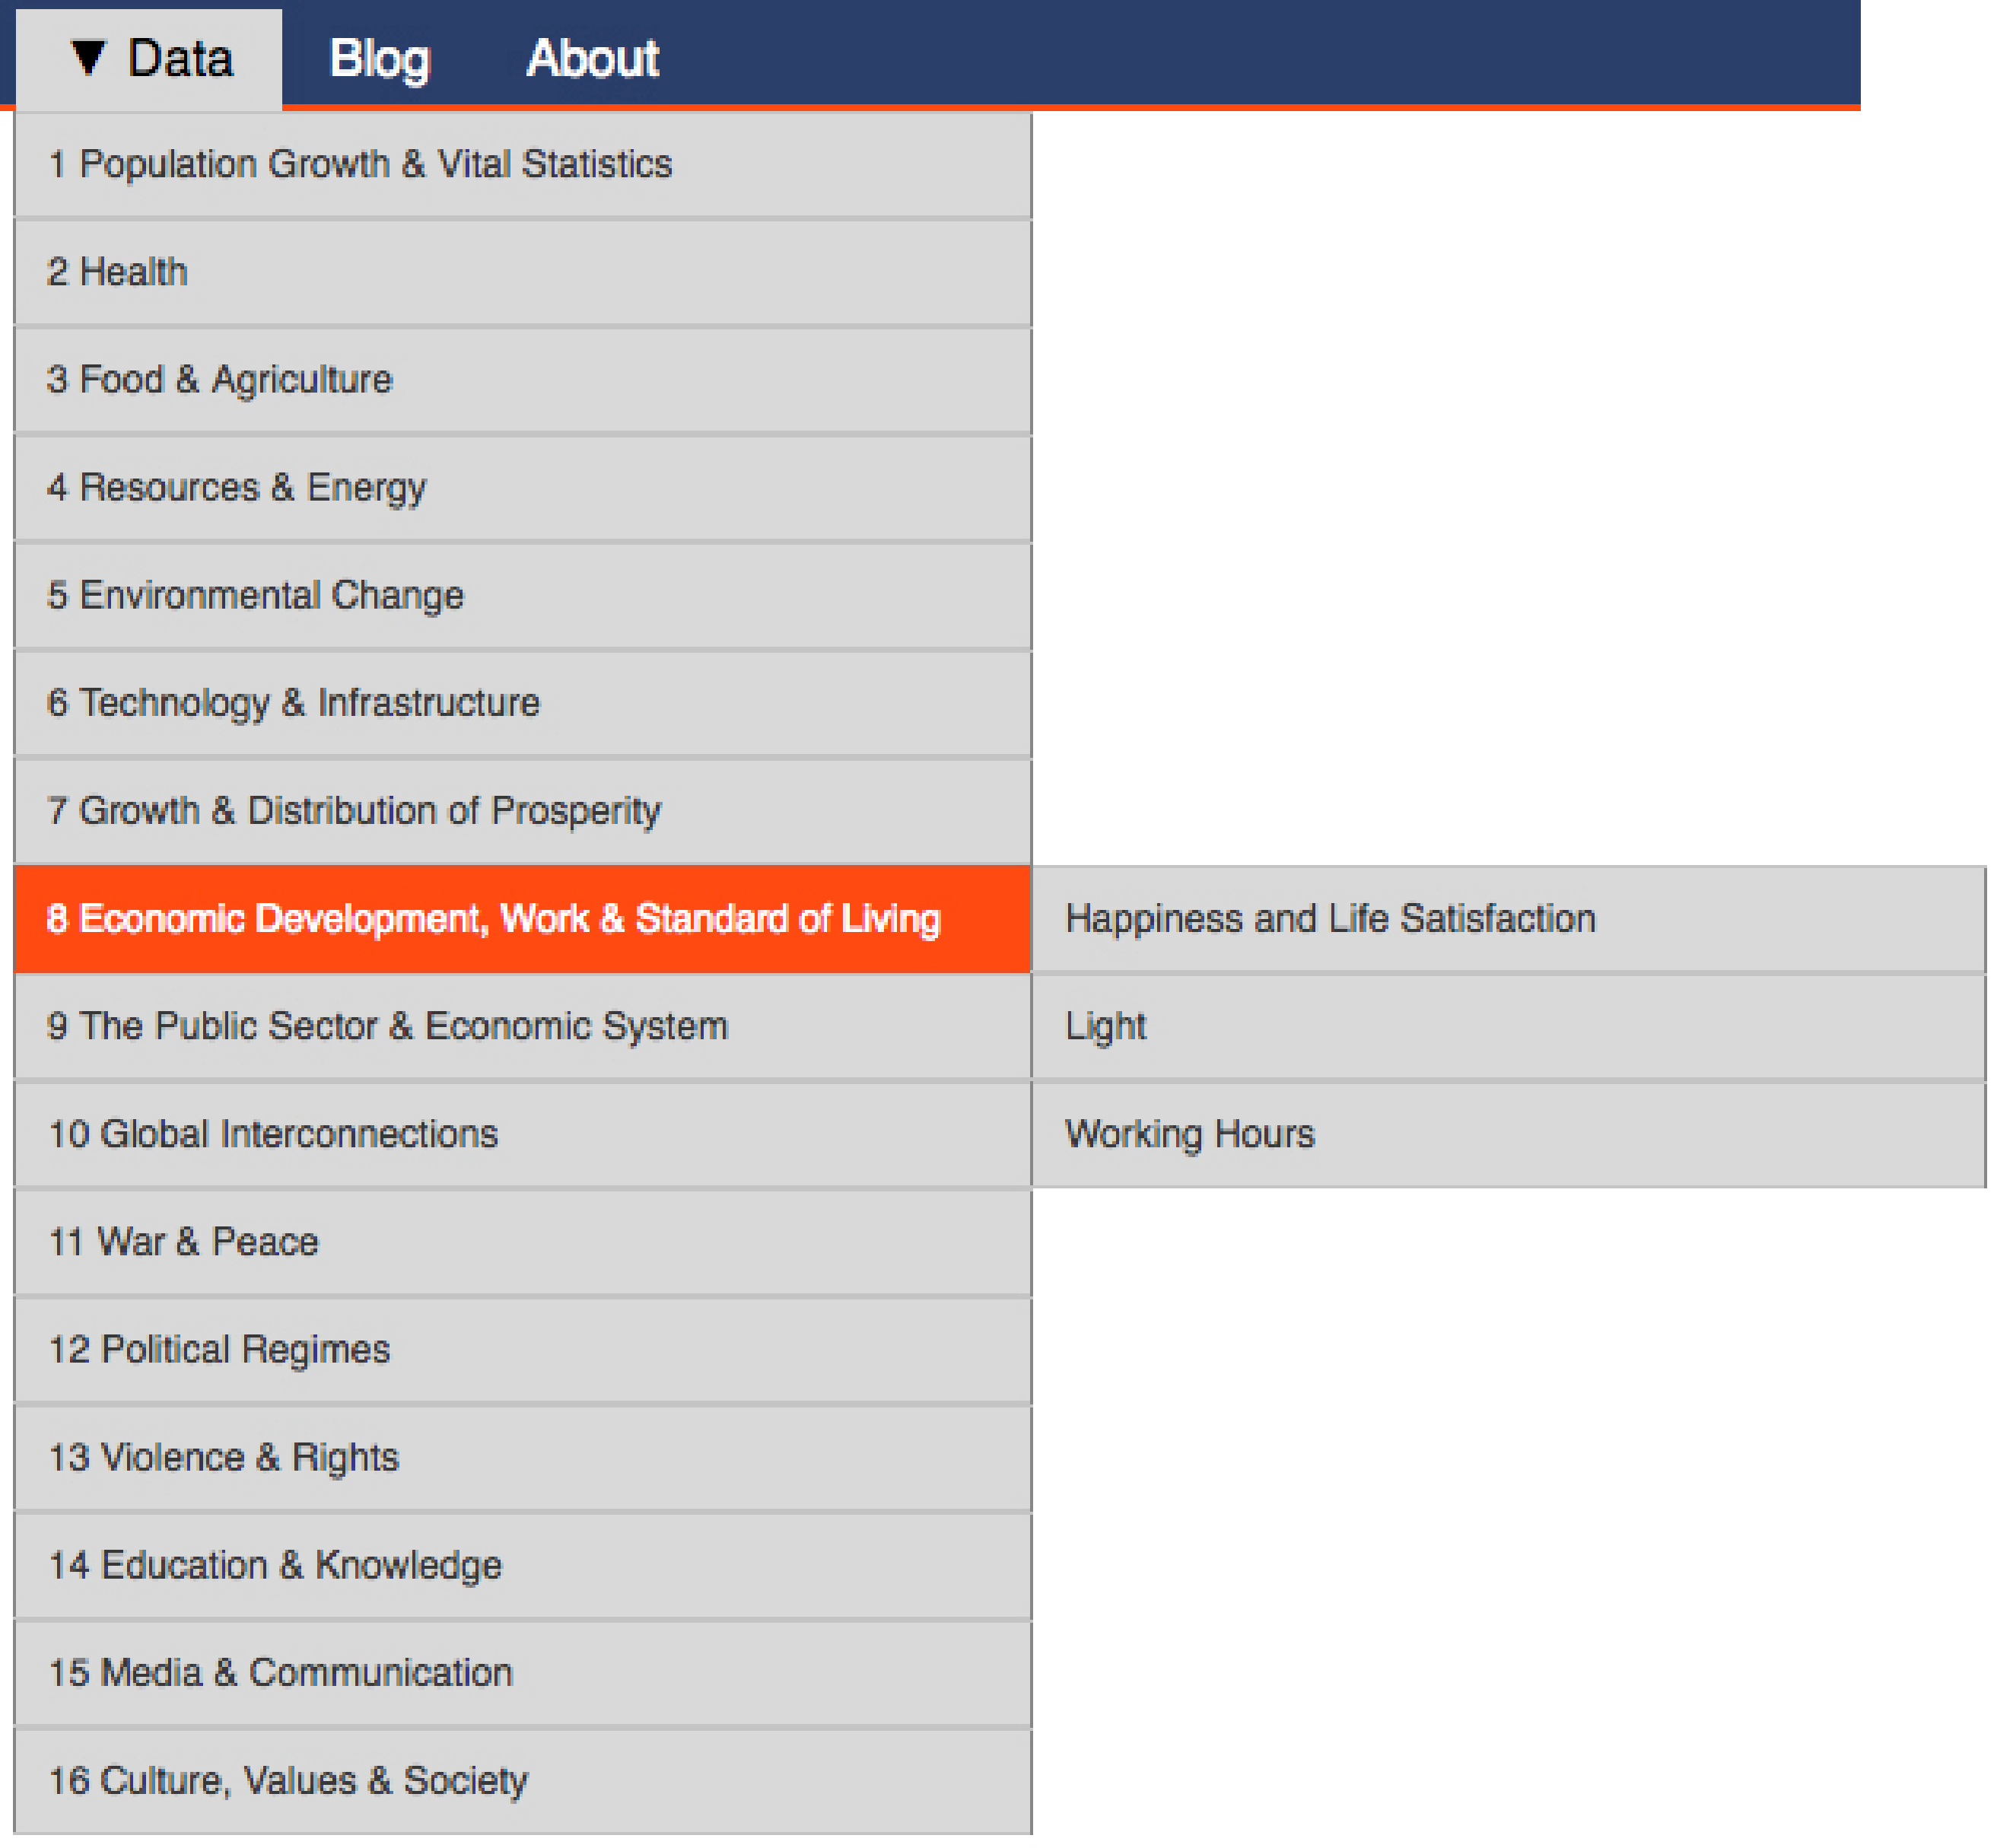 ▼ Data Blog About
1 Population Growth & Vital Statistics
2 Health
3 Food & Agriculture
4 Resources & Energy
5 Environmental Change
6 Technology & Infrastructure
7 Growth & Distribution of Prosperity
8 Economic Development, Work & Standard of Living
Happiness and Life Satisfaction
9 The Public Sector & Economic System
Light
10 Global Interconnections
Working Hours
11 War & Peace
12 Political Regimes
13 Violence & Rights
14 Education & Knowledge
15 Media & Communication
16 Culture, Values & Society